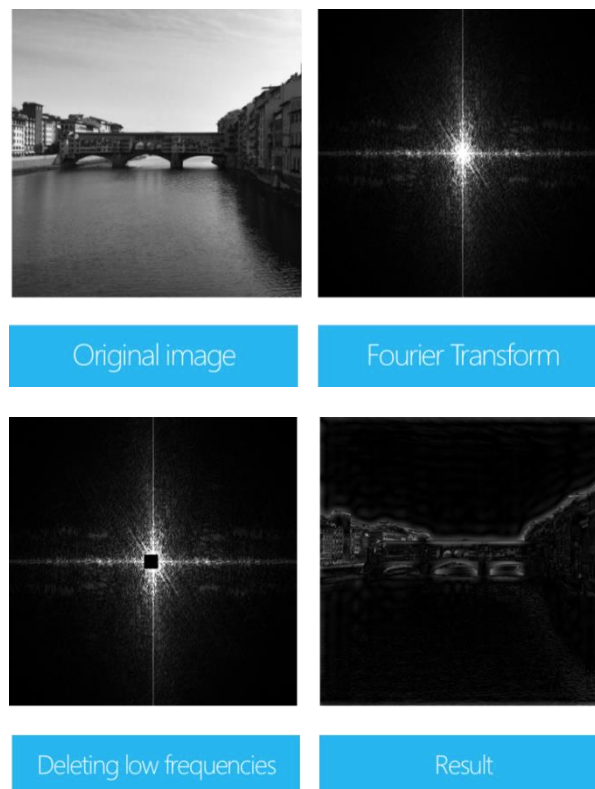 Original image
Fourier Transform
Deleting low frequencies
Result